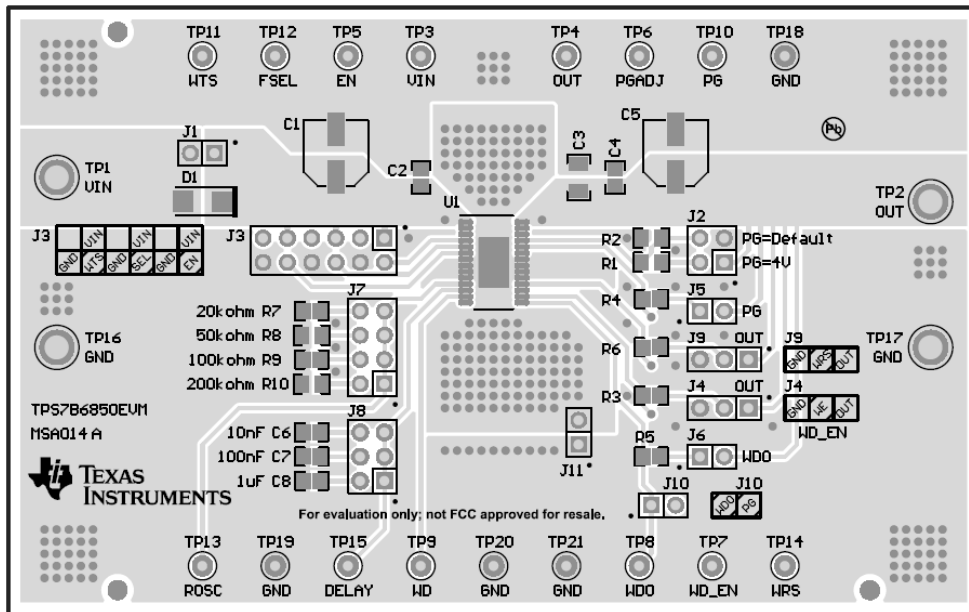 TP11 TP12 TP5 TP3 TP4 TP6 TP10 TP18
WTS FSEL EN VIN OUT PGADJ PG GND
C1 C5
J1 C3 C4
Pb
TP1
VIN
C2
D1
U1
TP2
OUT
J3 J3 J2
VIN VIN VIN
GND WTS GND SEL GND EN
R2 PG=Default
R1 PG=4V
J7 R4 J5
PG
20kohm R7
50kohm R8
100kohm R9
200kohm R10
TP16
GND
R6 J9 OUT
TP17
GND
J9
GND WRS OUT
R3 J4 OUT J4
GND WE OUT
WD_EN
TPS7B6850EVM
MSA014 A
J8
10nF C6
100nF C7
1uF C8
J11
R5 J6
WDO
TEXAS
INSTRUMENTS
J10 J10
WDO PG
For evaluation only; not FCC approved for resale.
TP13 TP19 TP15 TP9 TP20 TP21 TP8 TP7 TP14
ROSC GND DELAY WD GND GND WDO WD_EN WRS